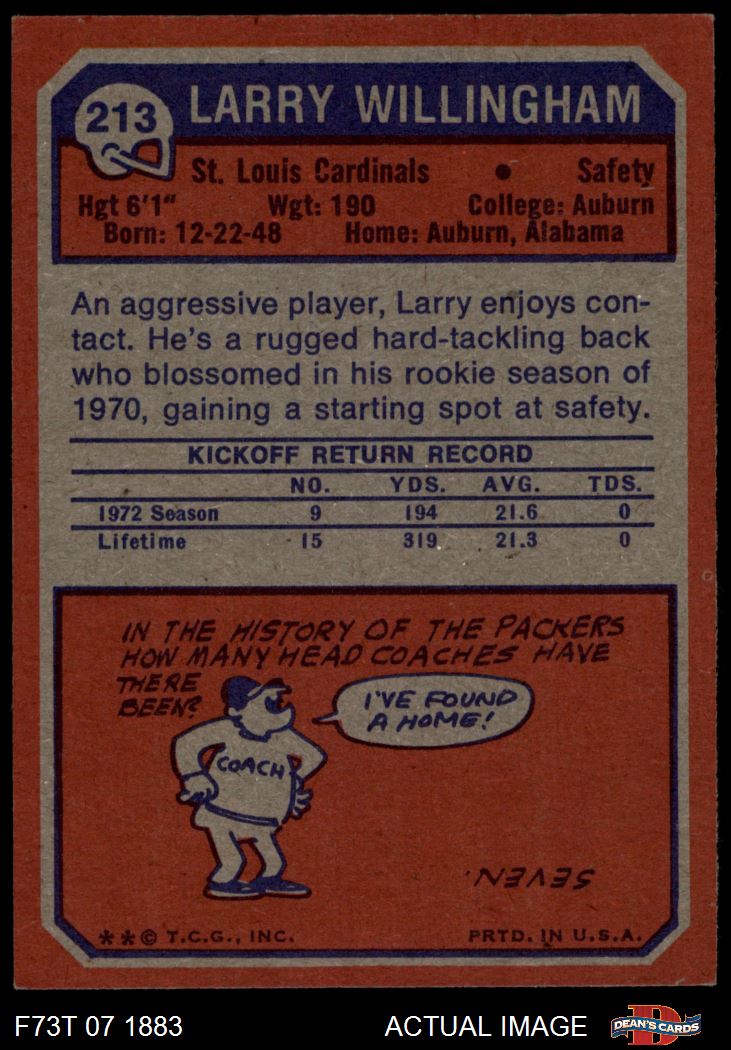 213
LARRY WILLINGHAM
St. Louis Cardinals • Safety
Hgt 6'1" Wgt: 190 College: Auburn
Born: 12-22-48 Home: Auburn, Alabama
An aggressive player, Larry enjoys con-
tact. He's a rugged hard-tackling back
who blossomed in his rookie season of
1970, gaining a starting spot at safety.
KICKOFF RETURN RECORD
NO. YDS. AVG. TDS.
1972 Season 9 194 21.6 0
Lifetime 15 319 21.3 0
IN THE HISTORY OF THE PACKERS
HOW MANY HEAD COACHES HAVE
THERE
BEEN?
I'VE FOUND
A HOME!
COACH
SEVEN.
**© T.C.G., INC. PRTD. IN U.S.A.
F73T 07 1883 ACTUAL IMAGE
D
DEAN'S CARDS